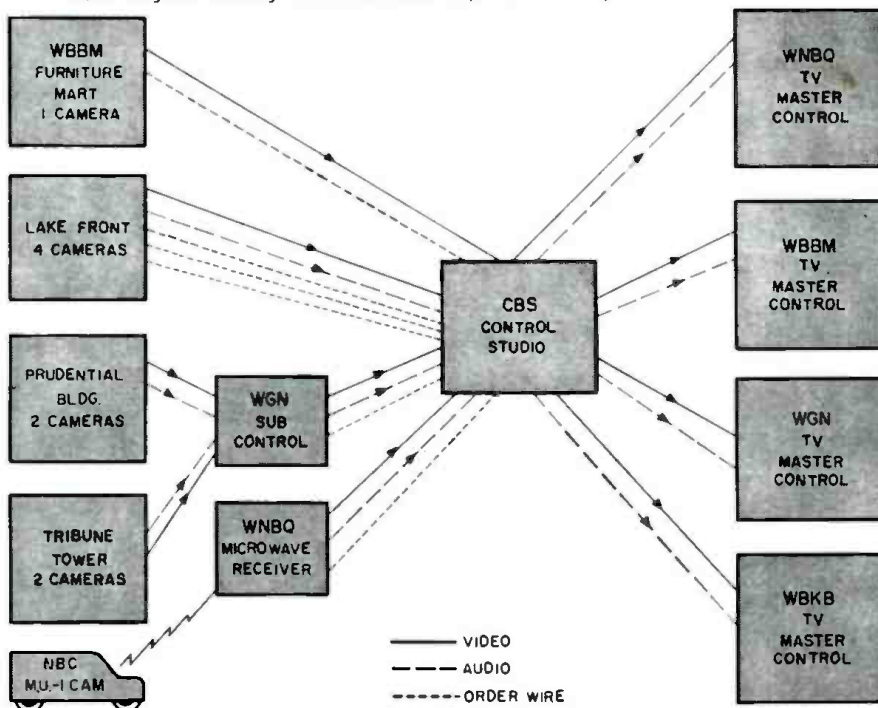 WBBM
FURNITURE
MART
1 CAMERA
LAKE FRONT
4 CAMERAS
PRUDENTIAL
BLDG.
2 CAMERAS
TRIBUNE
TOWER
2 CAMERAS
NBC
M.U.-1 CAM
WGN
SUB
CONTROL
WNBQ
MICROWAVE
RECEIVER
CBS
CONTROL
STUDIO
WNBQ
TV
MASTER
CONTROL
WBBM
TV
MASTER
CONTROL
WGN
TV
MASTER
CONTROL
WBKB
TV
MASTER
CONTROL
VIDEO
AUDIO
ORDER WIRE